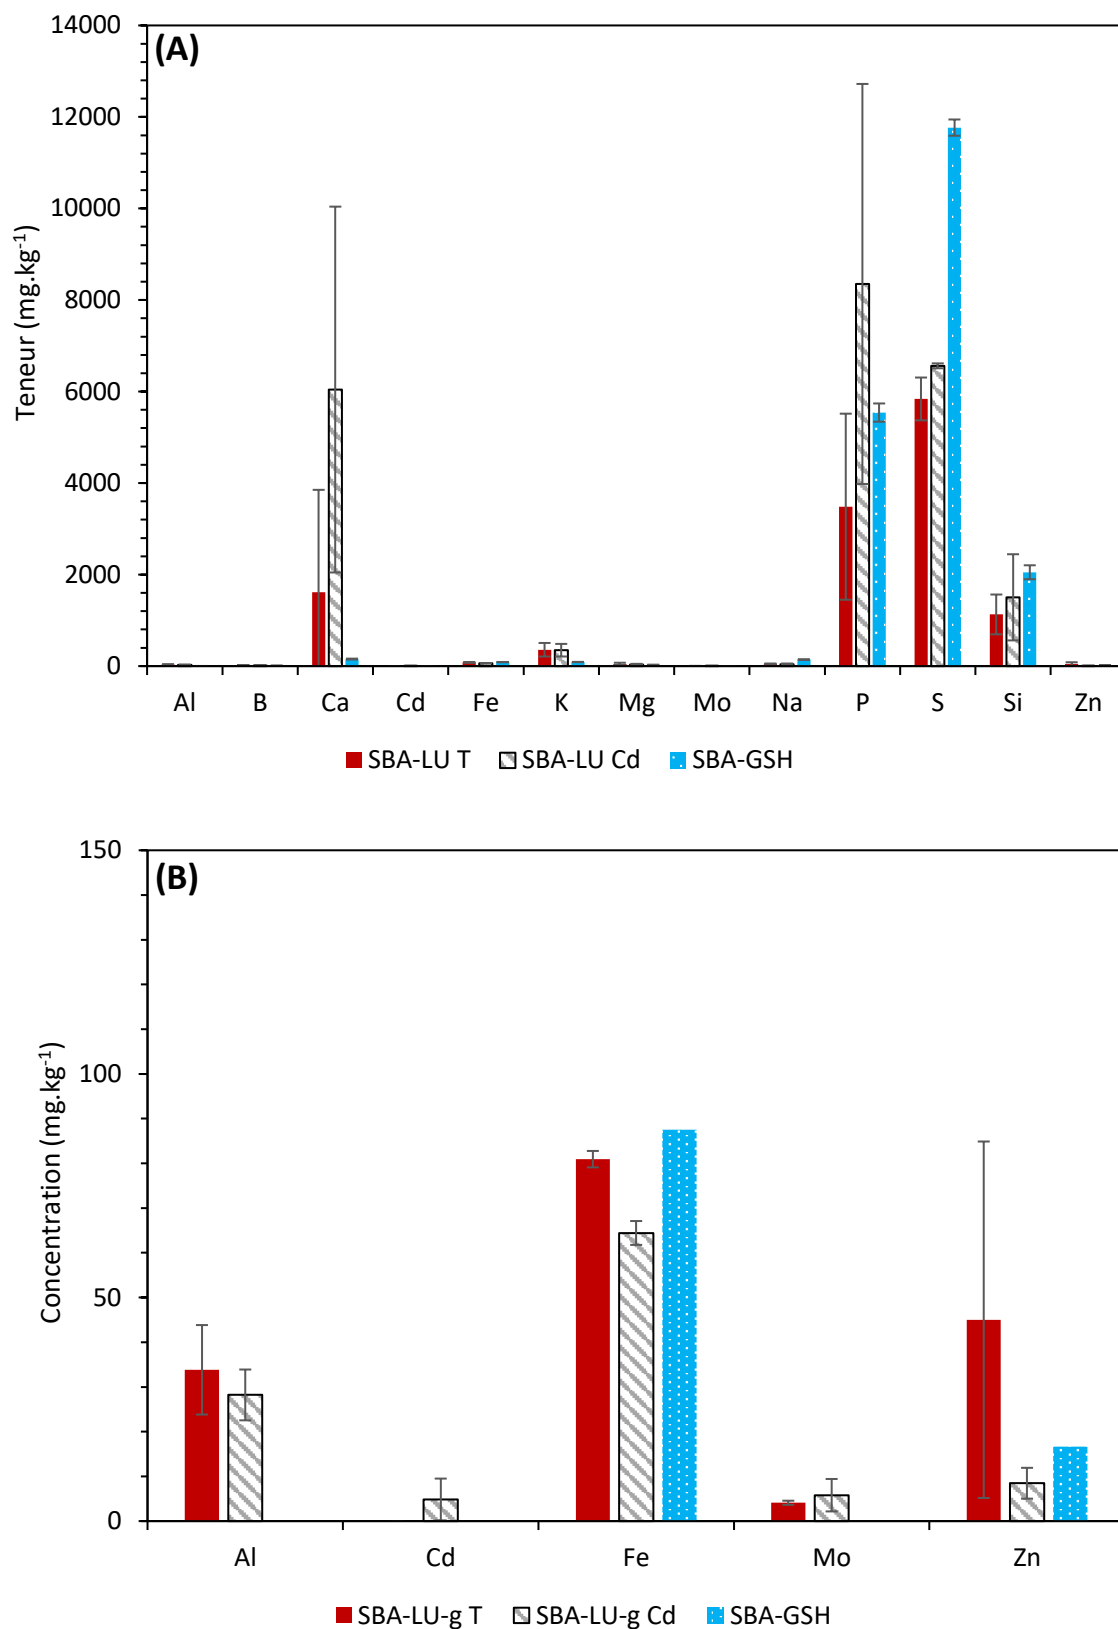 (A)
Teneur (mg.kg⁻¹)
14000
12000
10000
8000
6000
4000
2000
0
Al B Ca Cd Fe K Mg Mo Na P S Si Zn
SBA-LU T SBA-LU Cd SBA-GSH
(B)
Concentration (mg.kg⁻¹)
150
100
50
0
Al Cd Fe Mo Zn
SBA-LU-g T SBA-LU-g Cd SBA-GSH